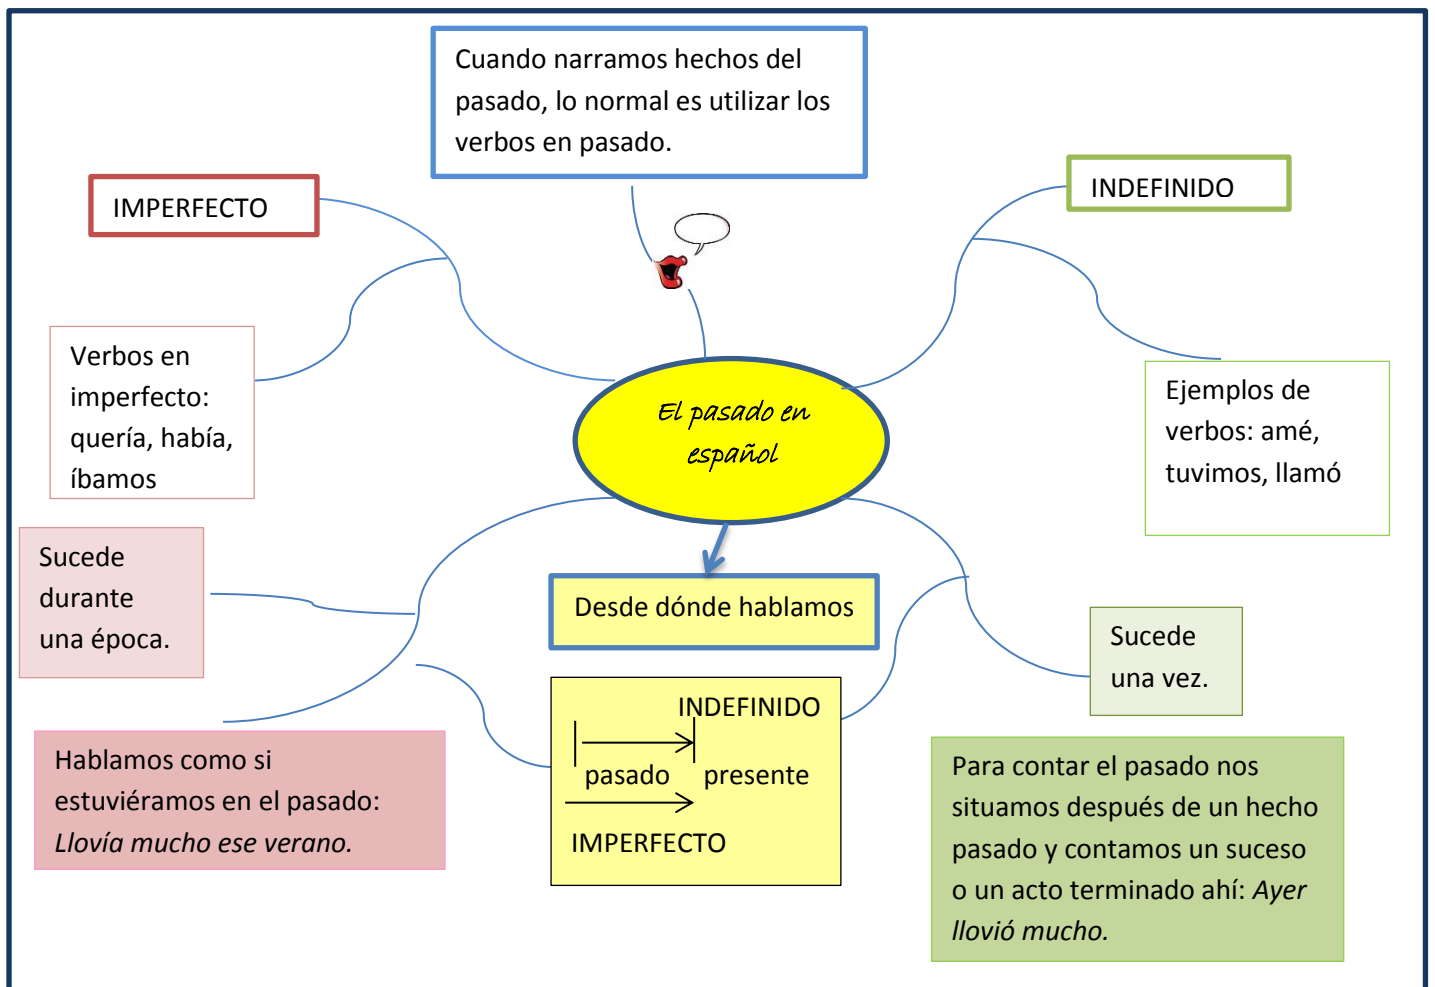 Cuando narramos hechos del
pasado, lo normal es utilizar los
verbos en pasado.
IMPERFECTO
INDEFINIDO
Verbos en
imperfecto:
quería, había,
íbamos
El pasado en
español
Ejemplos de
verbos: amé,
tuvimos, llamó
Sucede
durante
una época.
Desde dónde hablamos
Sucede
una vez.
Hablamos como si
estuviéramos en el pasado:
Llovía mucho ese verano.
INDEFINIDO
pasado presente
IMPERFECTO
Para contar el pasado nos
situamos después de un hecho
pasado y contamos un suceso
o un acto terminado ahí: Ayer
llovió mucho.